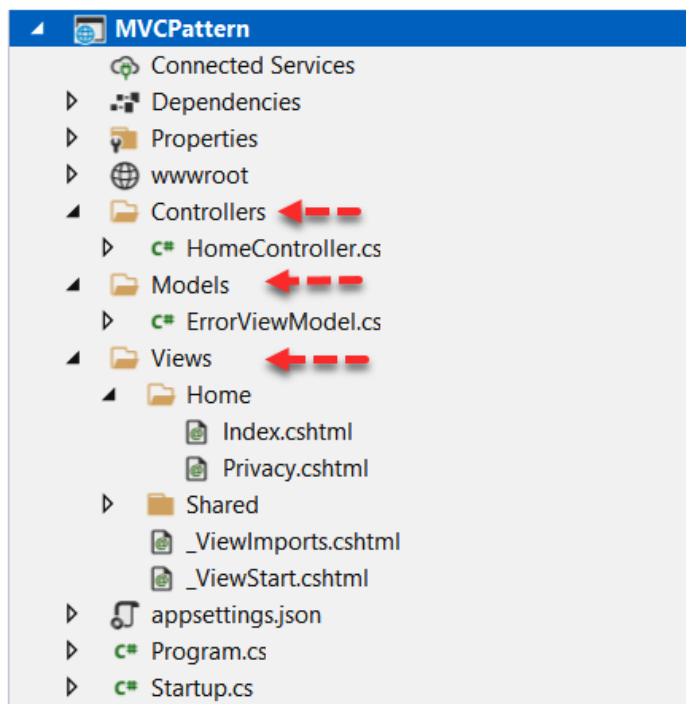 MVCPattern
Connected Services
Dependencies
Properties
wwwroot
Controllers
C# HomeController.cs
Models
C# ErrorViewModel.cs
Views
Home
Index.cshtml
Privacy.cshtml
Shared
_ViewImports.cshtml
_ViewStart.cshtml
appsettings.json
C# Program.cs
C# Startup.cs